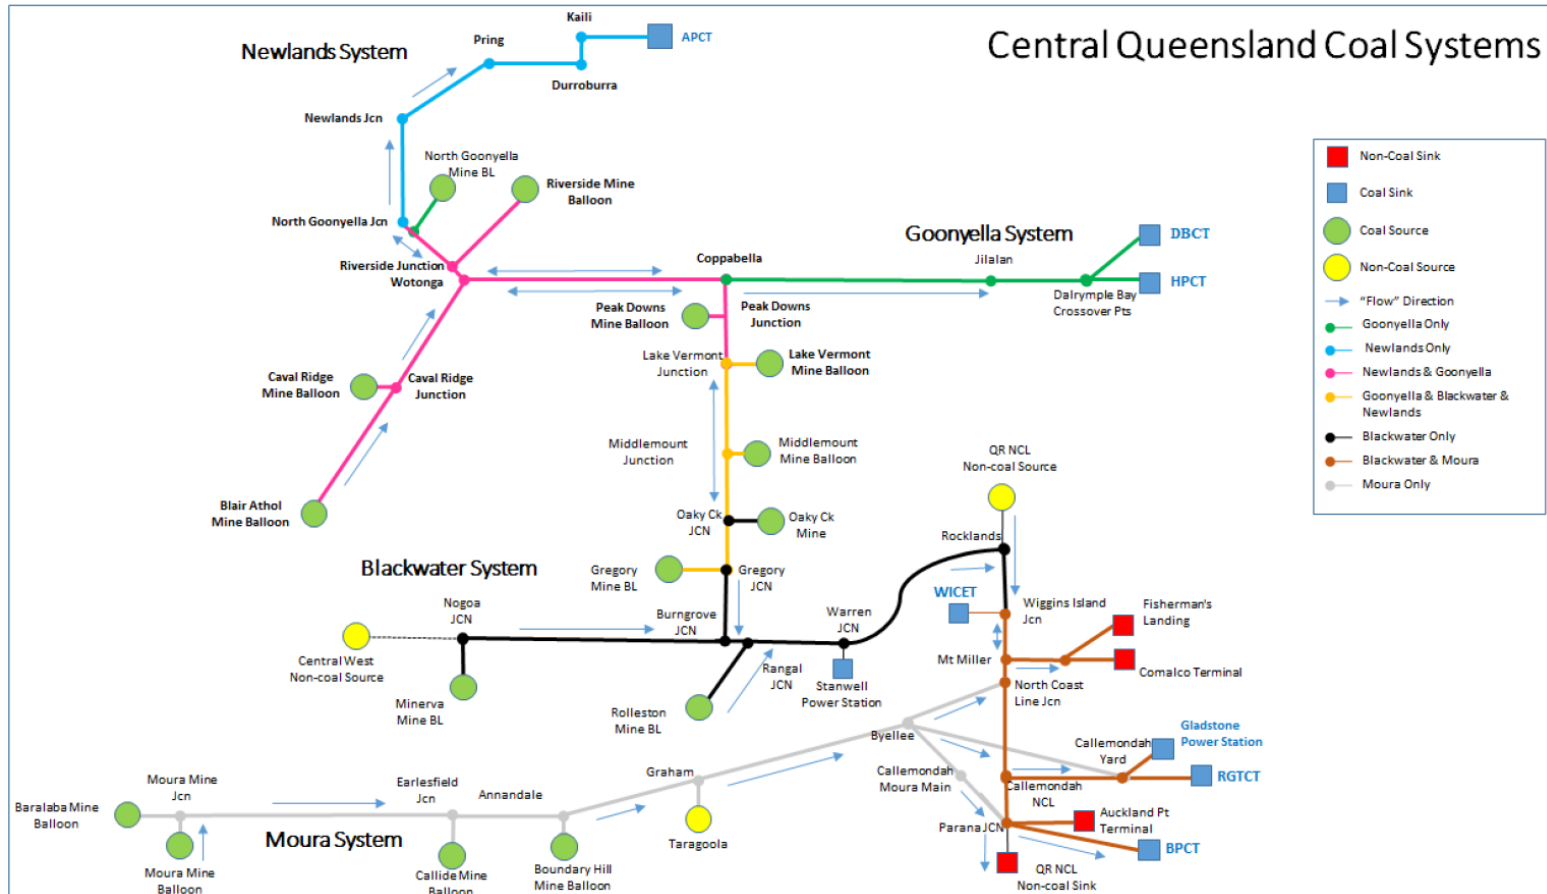 Central Queensland Coal Systems
Newlands System
Kaili
Pring
APCT
Durroburra
Newlands Jcn
North Goonyella
Mine BL
Riverside Mine
Balloon
North Goonyella Jcn
Riverside Junction
Wotonga
Goonyella System
Coppabella
Jilalan
DBCT
HPCT
Dalrymple Bay
Crossover Pts
Peak Downs
Mine Balloon
Peak Downs
Junction
Lake Vermont
Junction
Lake Vermont
Mine Balloon
Caval Ridge
Mine Balloon
Caval Ridge
Junction
Middlemount
Junction
Middlemount
Mine Balloon
Blair Athol
Mine Balloon
Oaky Ck
JCN
Oaky Ck
Mine
QR NCL
Non-coal Source
Rocklands
Blackwater System
Gregory
Mine BL
Gregory
JCN
Nogoa
JCN
Burngrove
JCN
Warren
JCN
WICET
Wiggins Island
Jcn
Fisherman's
Landing
Central West
Non-coal Source
Minerva
Mine BL
Rolleston
Mine BL
Rangal
JCN
Stanwell
Power Station
Mt Miller
Comalco Terminal
North Coast
Line Jcn
Byellee
Gladstone
Power Station
Callemondah
Yard
RGTCT
Callemondah
Moura Main
Callemondah
NCL
Moura Mine
Jcn
Earlesfield
Jcn
Annandale
Graham
Baralaba Mine
Balloon
Moura System
Taragoola
Parana JCN
Auckland Pt
Terminal
BPCT
Moura Mine
Balloon
Callide Mine
Balloon
Boundary Hill
Mine Balloon
QR NCL
Non-coal Sink
Non-Coal Sink
Coal Sink
Coal Source
Non-Coal Source
"Flow" Direction
Goonyella Only
Newlands Only
Newlands & Goonyella
Goonyella & Blackwater &
Newlands
Blackwater Only
Blackwater & Moura
Moura Only